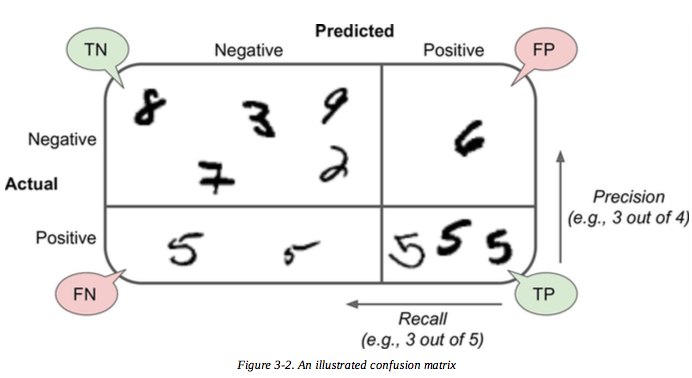 Predicted
TN
Negative
Positive
FP
8 3 9
6
Negative
7 2
Actual
Precision
(e.g., 3 out of 4)
Positive
5 5
5 5 5
FN
TP
Recall
(e.g., 3 out of 5)
Figure 3-2. An illustrated confusion matrix